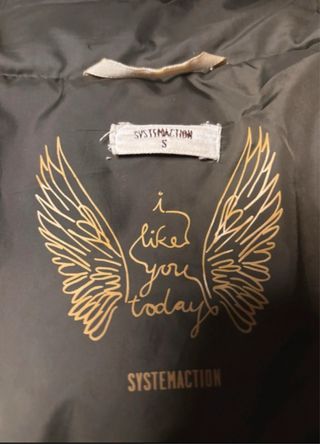 SYSTEMACTION
S
i
like
you
today
SYSTEMACTION